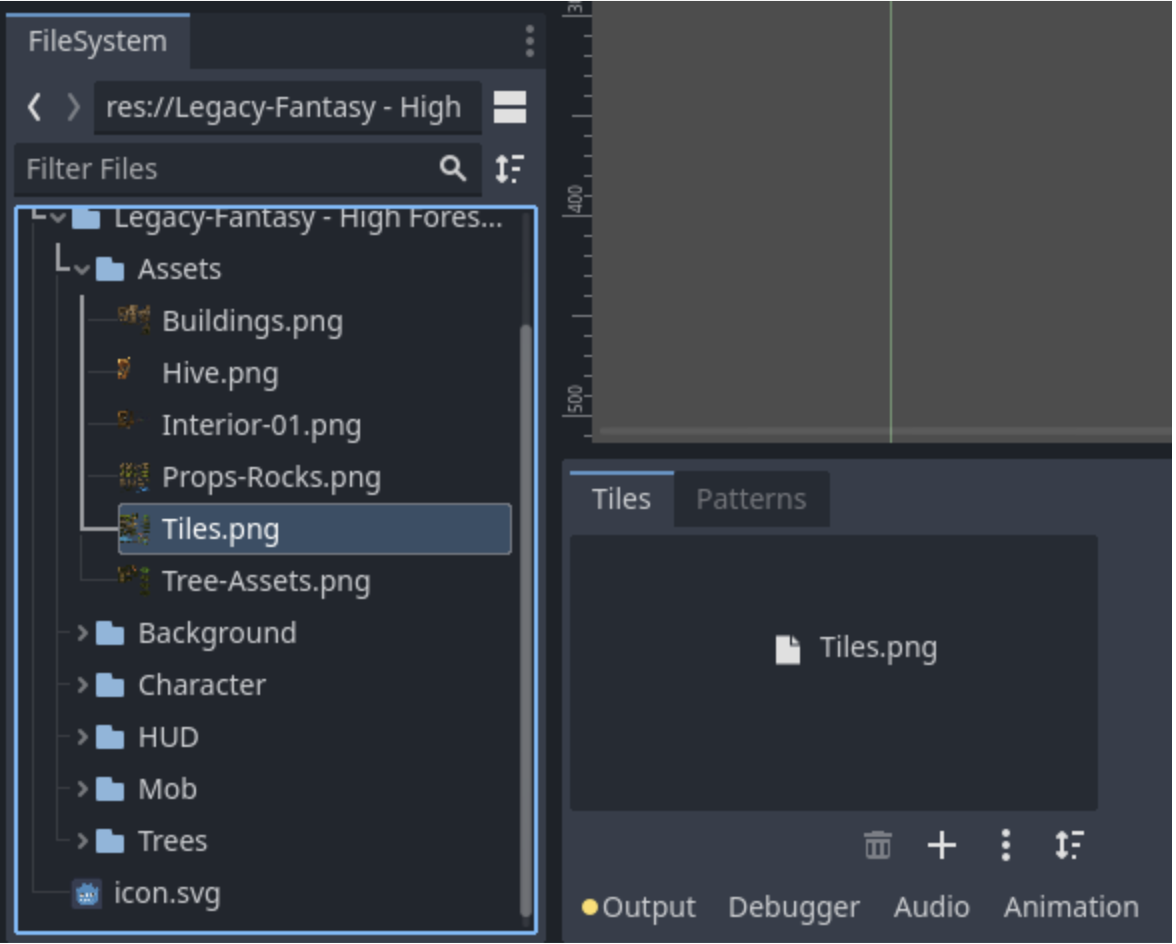 FileSystem
res://Legacy-Fantasy - High
Filter Files
Legacy-Fantasy - High Fores...
Assets
Buildings.png
Hive.png
Interior-01.png
Props-Rocks.png
Tiles.png
Tree-Assets.png
Background
Character
HUD
Mob
Trees
icon.svg
400
500
Tiles Patterns
Tiles.png
Output Debugger Audio Animation